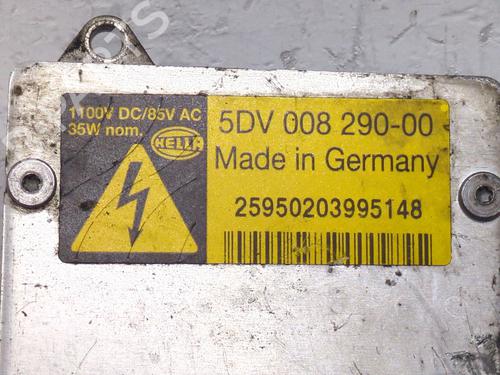 1100V DC/85V AC
35W nom.
HELLA
5DV 008 290-00
Made in Germany
25950203995148